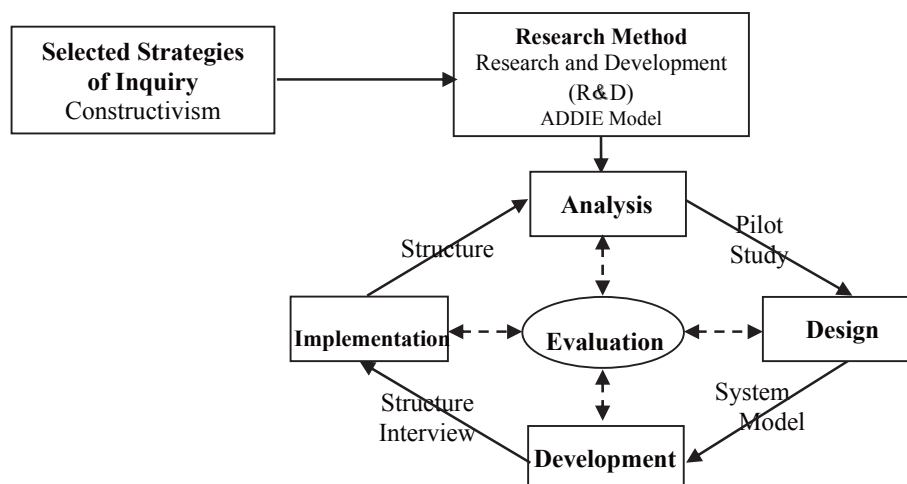 Selected Strategies
of Inquiry
Constructivism
Research Method
Research and Development
(R&D)
ADDIE Model
Analysis
Structure
Pilot
Study
Implementation
Evaluation
Design
Structure
Interview
System
Model
Development